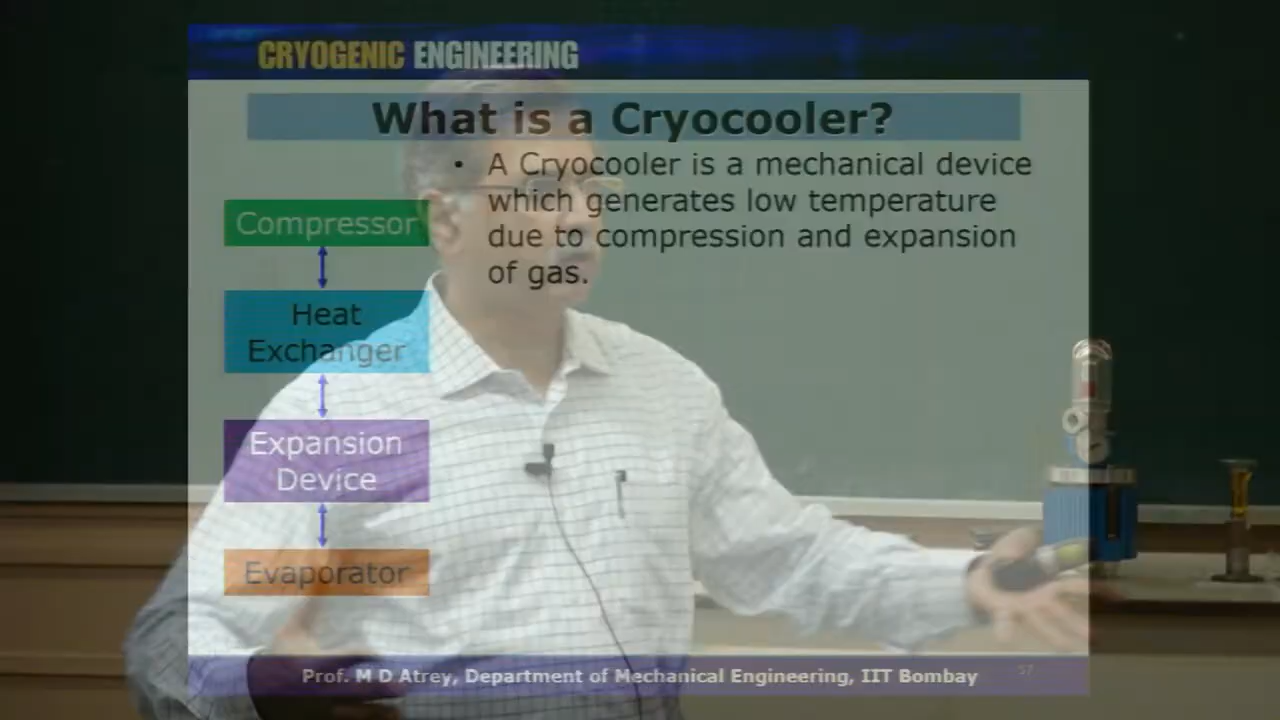 CRYOGENIC ENGINEERING
What is a Cryocooler?
• A Cryocooler is a mechanical device
which generates low temperature
due to compression and expansion
of gas.
Compressor
Heat
Exchanger
Expansion
Device
Evaporator
Prof. M D Atrey, Department of Mechanical Engineering, IIT Bombay
57